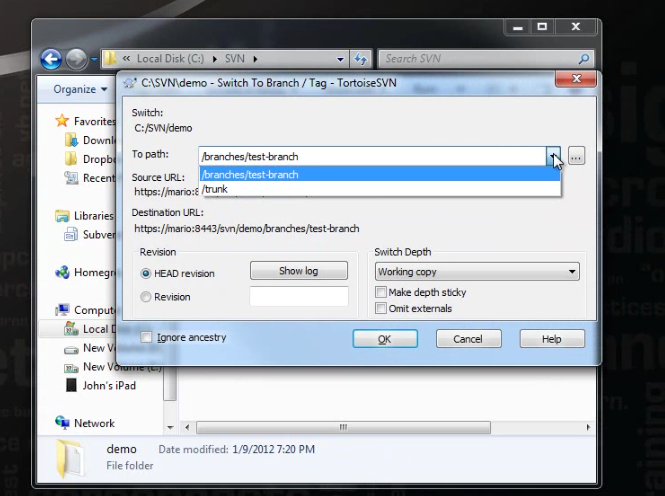 « Local Disk (C:) ▸ SVN ▸
Search SVN
Organize
C:\SVN\demo - Switch To Branch / Tag - TortoiseSVN
Favorites
Downl
Dropb
Recent
Libraries
Subver
Homegr
Compute
Local D
New V
New Volume (E:)
John's iPad
Network
Switch:
C:/SVN/demo
To path:
/branches/test-branch
...
/branches/test-branch
/trunk
Source URL:
https://mario:8
Destination URL:
https://mario:8443/svn/demo/branches/test-branch
Revision
HEAD revision
Show log
Revision
Switch Depth
Working copy
Make depth sticky
Omit externals
Ignore ancestry
OK
Cancel
Help
demo Date modified: 1/9/2012 7:20 PM
File folder